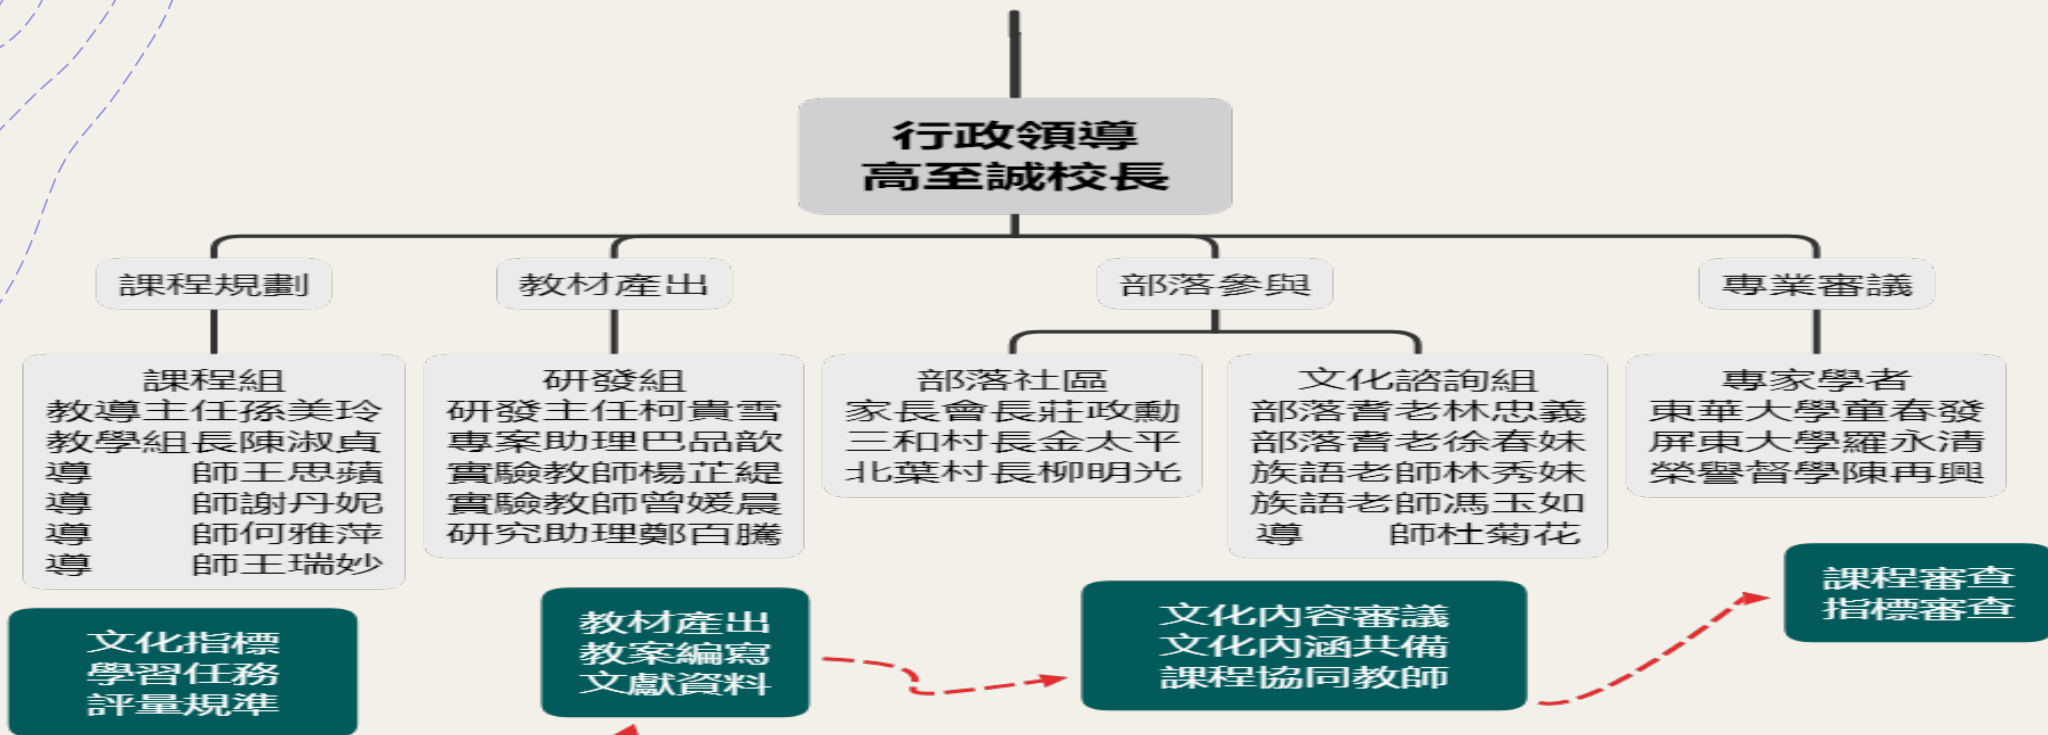 行政領導
高至誠校長
課程規劃
教材產出
部落參與
專業審議
課程組
教導主任孫美玲
教學組長陳淑貞
導 師王思蘋
導 師謝丹妮
導 師何雅萍
導 師王瑞妙
研發組
研發主任柯貴雪
專案助理巴品歆
實驗教師楊芷緹
實驗教師曾媛晨
研究助理鄭百騰
部落社區
家長會長莊政勳
三和村長金太平
北葉村長柳明光
文化諮詢組
部落耆老林忠義
部落耆老徐春妹
族語老師林秀妹
族語老師馮玉如
導 師杜菊花
專家學者
東華大學童春發
屏東大學羅永清
榮譽督學陳再興
文化指標
學習任務
評量規準
教材產出
教案編寫
文獻資料
文化內容審議
文化內涵共備
課程協同教師
課程審查
指標審查